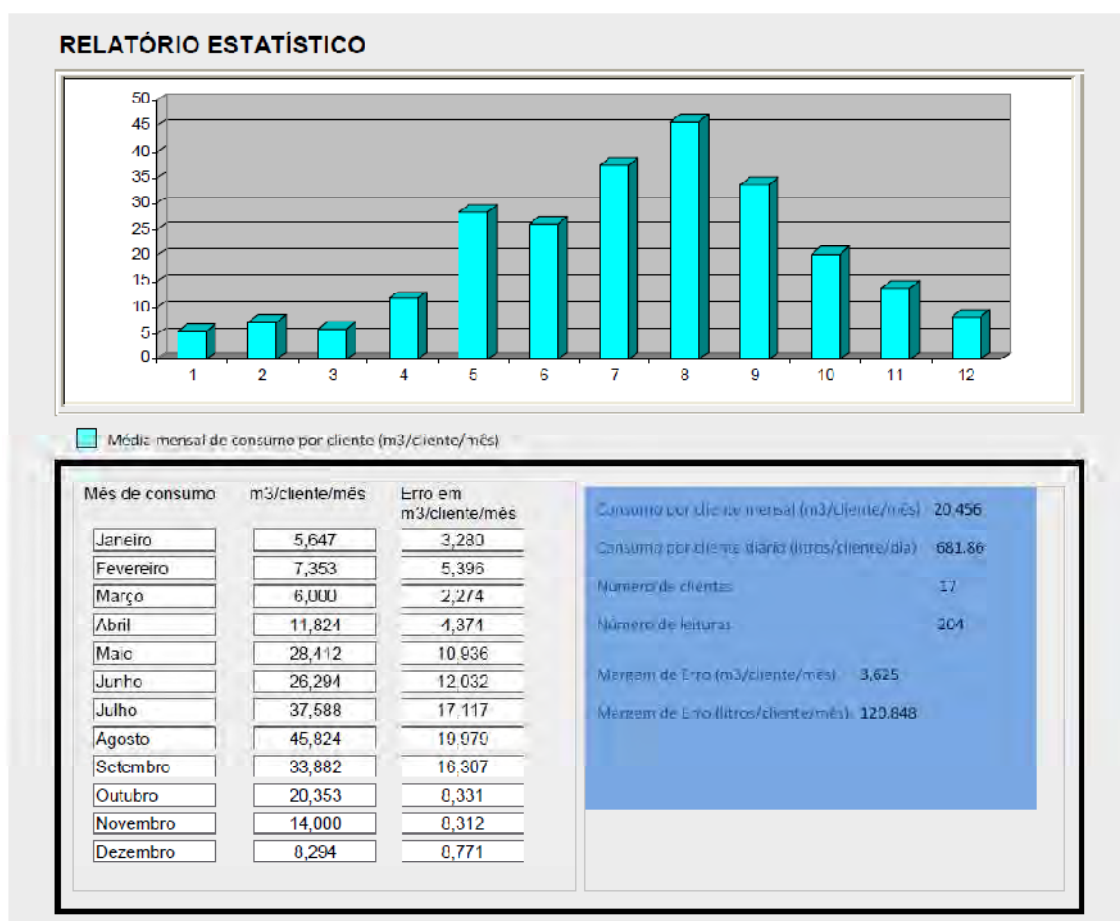 RELATÓRIO ESTATÍSTICO
50
45
40
35
30
25
20
15
10
5
0
1 2 3 4 5 6 7 8 9 10 11 12
Média mensal de consumo por cliente (m3/cliente/mês)
Mês de consumo m3/cliente/mês Erro em m3/cliente/mês
Janeiro 5,647 3,280
Fevereiro 7,353 5,396
Março 6,000 2,274
Abril 11,824 4,374
Maio 28,412 10,936
Junho 26,294 12,032
Julho 37,588 17,117
Agosto 45,824 19,979
Setembro 33,882 16,307
Outubro 20,353 8,331
Novembro 14,000 8,312
Dezembro 8,294 8,771
Consumo por cliente mensal (m3/cliente/mês) 20,456
Consumo por cliente diário (litros/cliente/dia) 681,86
Número de clientes 17
Número de leituras 204
Margem de Erro (m3/cliente/mês) 3,625
Margem de Erro (litros/cliente/mês) 120,848